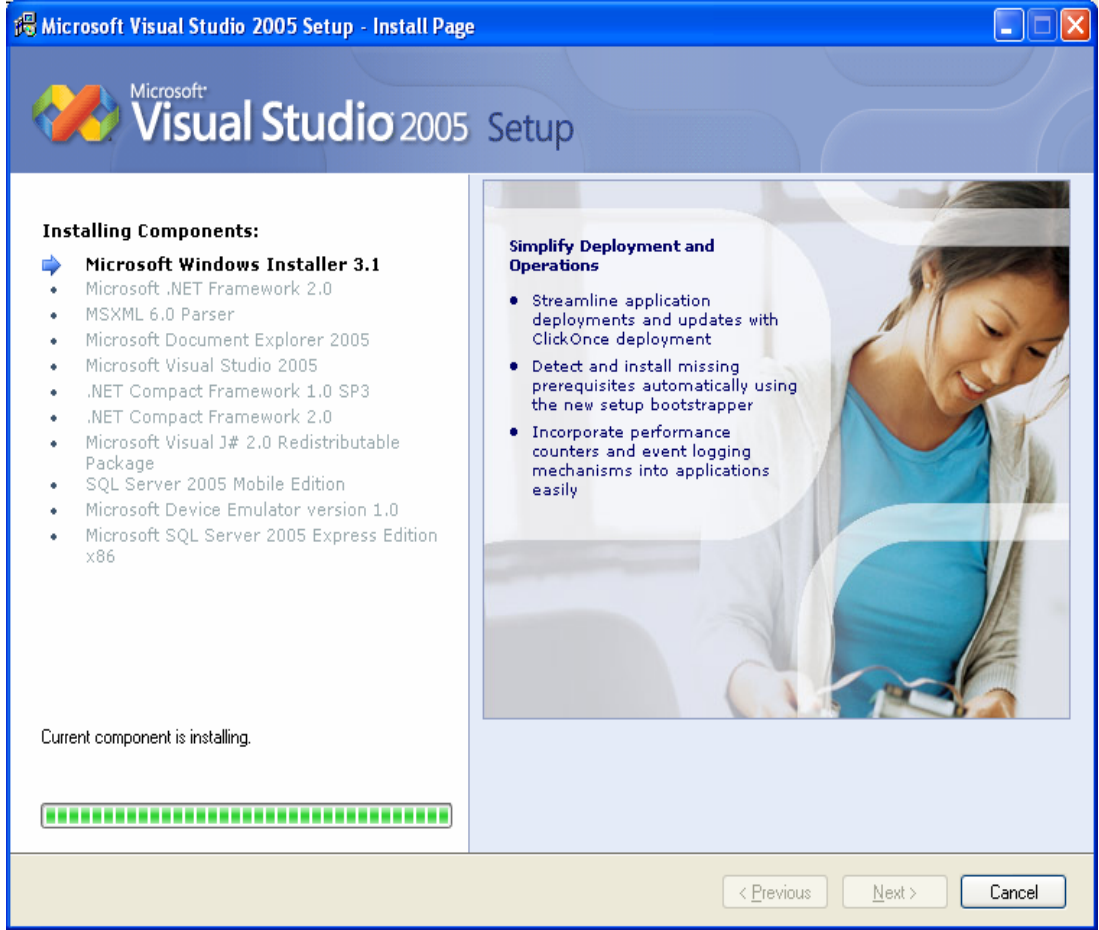 Microsoft Visual Studio 2005 Setup - Install Page
Microsoft
Visual Studio 2005 Setup
Installing Components:
Microsoft Windows Installer 3.1
• Microsoft .NET Framework 2.0
• MSXML 6.0 Parser
• Microsoft Document Explorer 2005
• Microsoft Visual Studio 2005
• .NET Compact Framework 1.0 SP3
• .NET Compact Framework 2.0
• Microsoft Visual J# 2.0 Redistributable
Package
• SQL Server 2005 Mobile Edition
• Microsoft Device Emulator version 1.0
• Microsoft SQL Server 2005 Express Edition
x86
Current component is installing.
Simplify Deployment and
Operations
• Streamline application
deployments and updates with
ClickOnce deployment
• Detect and install missing
prerequisites automatically using
the new setup bootstrapper
• Incorporate performance
counters and event logging
mechanisms into applications
easily
< Previous
Next >
Cancel